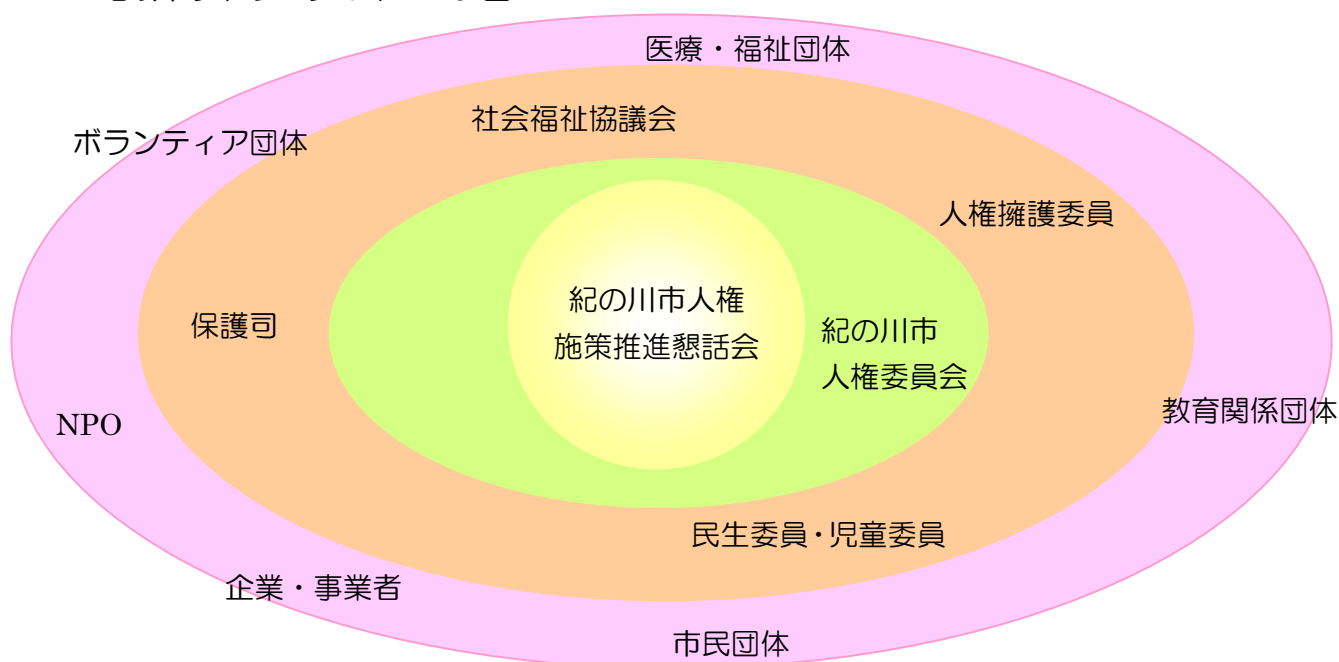 医療・福祉団体
社会福祉協議会
ボランティア団体
人権擁護委員
紀の川市人権
施策推進懇話会
保護司
紀の川市
人権委員会
教育関係団体
NPO
民生委員・児童委員
企業・事業者
市民団体